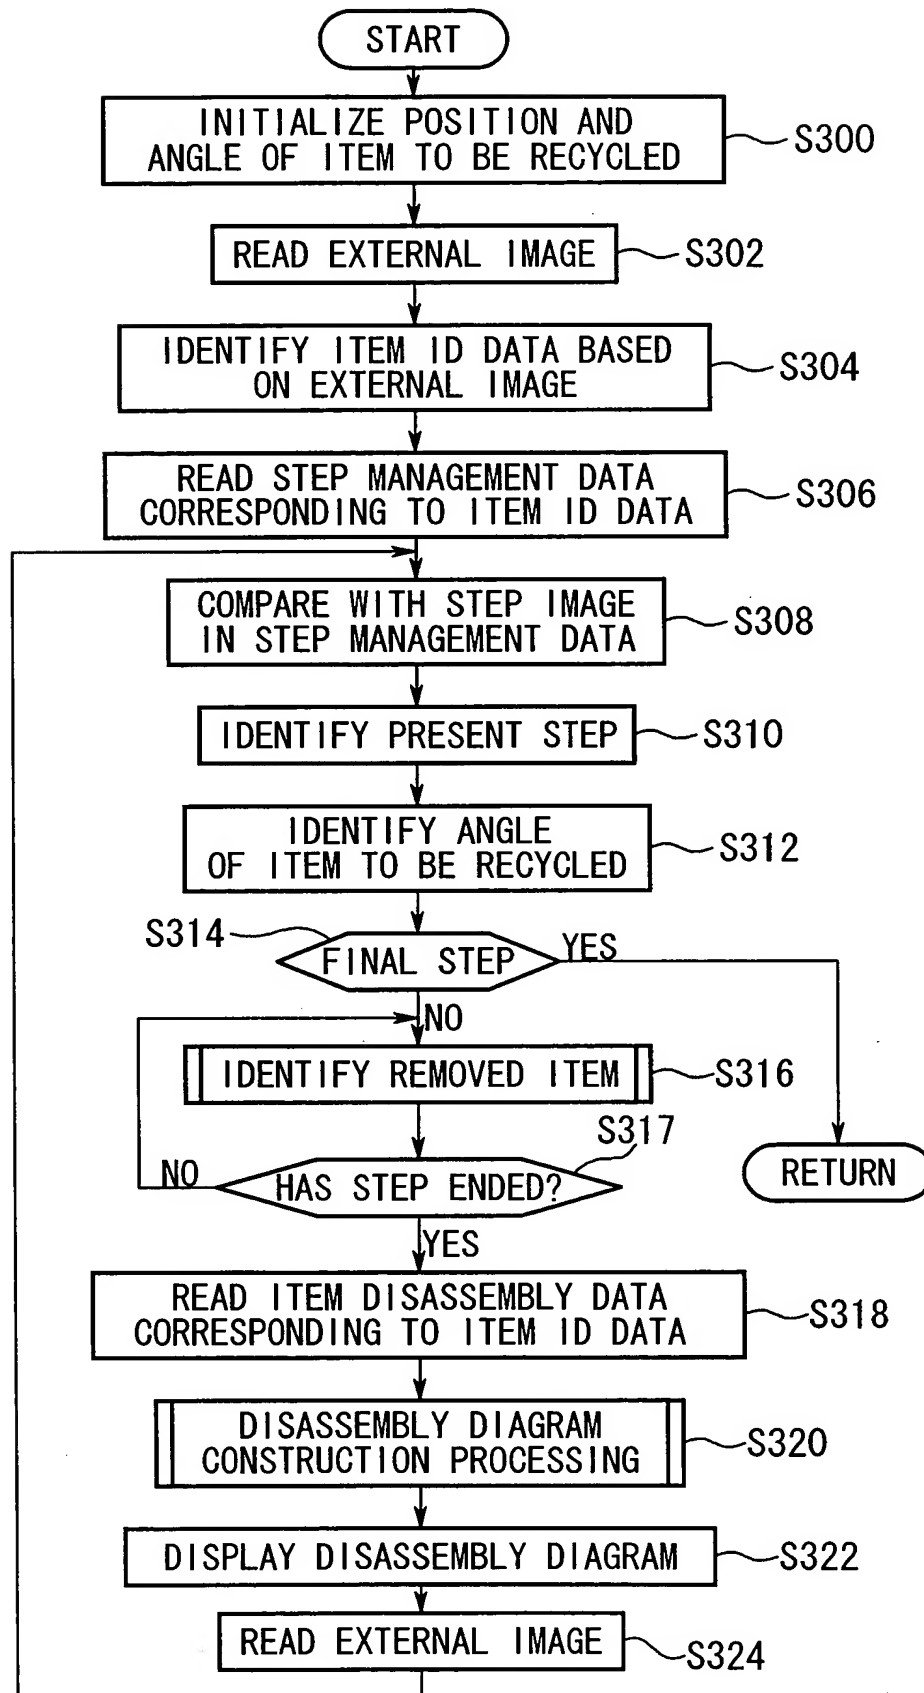 START
INITIALIZE POSITION AND
ANGLE OF ITEM TO BE RECYCLED
S300
READ EXTERNAL IMAGE
S302
IDENTIFY ITEM ID DATA BASED
ON EXTERNAL IMAGE
S304
READ STEP MANAGEMENT DATA
CORRESPONDING TO ITEM ID DATA
S306
COMPARE WITH STEP IMAGE
IN STEP MANAGEMENT DATA
S308
IDENTIFY PRESENT STEP
S310
IDENTIFY ANGLE
OF ITEM TO BE RECYCLED
S312
S314
FINAL STEP
YES
NO
IDENTIFY REMOVED ITEM
S316
S317
HAS STEP ENDED?
NO
RETURN
YES
READ ITEM DISASSEMBLY DATA
CORRESPONDING TO ITEM ID DATA
S318
DISASSEMBLY DIAGRAM
CONSTRUCTION PROCESSING
S320
DISPLAY DISASSEMBLY DIAGRAM
S322
READ EXTERNAL IMAGE
S324